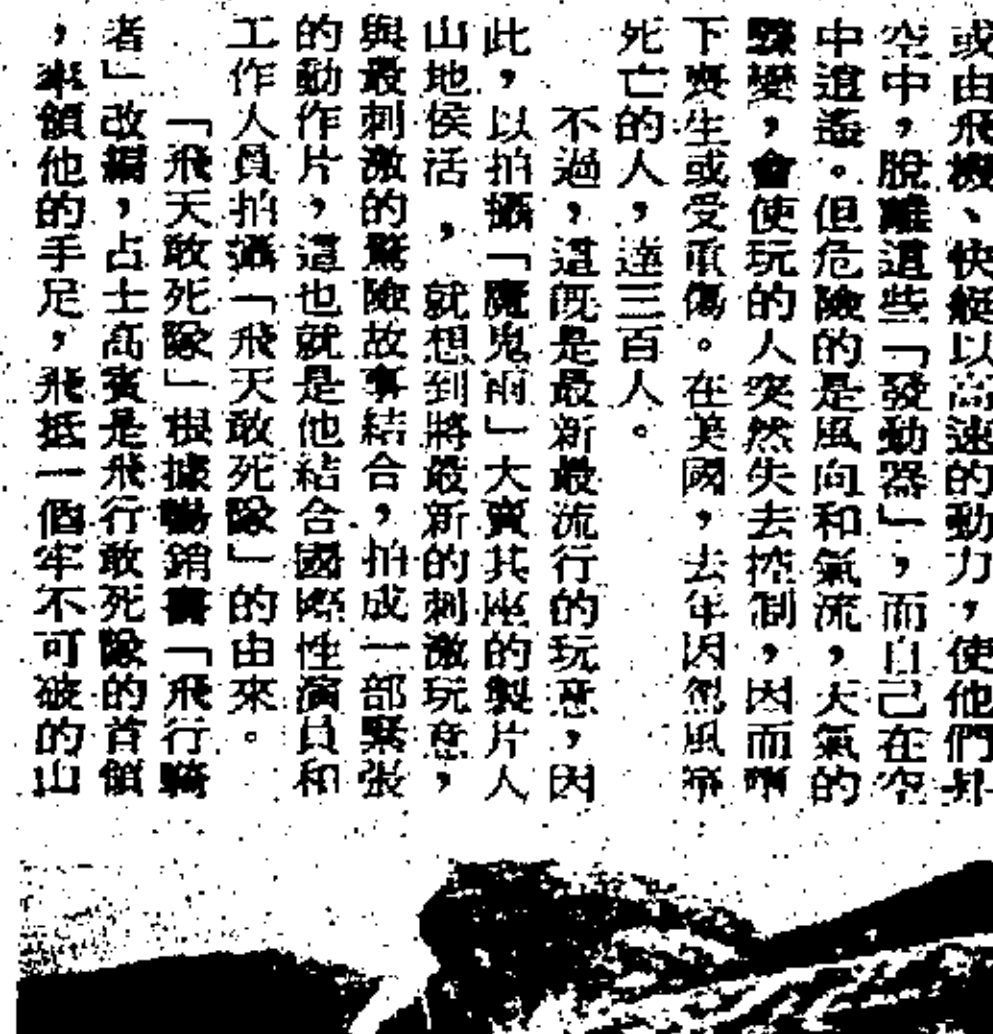 或由飛機、快艇以高速的動力，使他們昇
空中，脫離這些「發動器」，而自己在空
中逍遙。但危險的是風向和氣流，天氣的
驟變，會使玩的人突然失去控制，因而
下喪生或受重傷。在美國，去年因忽風
死亡的人，達三百人。
不過，這既是最新最流行的玩意，因
此，以拍攝「魔鬼雨」大賣其座的製片人
山地侯活，就想到將最新的刺激玩意，
與最刺激的驚險故事結合，拍成一部緊張
的動作片，這也就是他結合國際性演員和
工作人員拍攝「飛天敢死隊」的由來。
「飛天敢死隊」根據暢銷書「飛行騎
者」改編，占士高賓是飛行敢死隊的首領
，率領他的手足，飛抵一個牢不可破的山